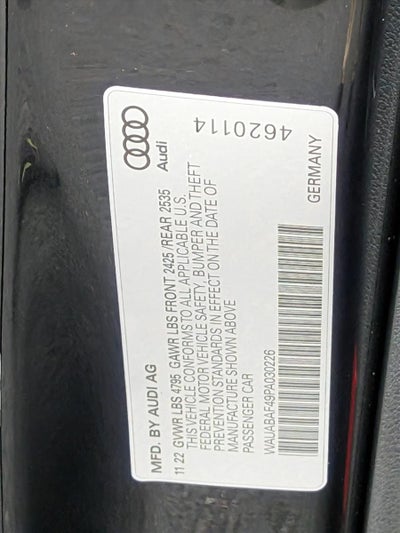 MFD. BY AUDI AG
Audi
4620114
11 22 GVWR LBS 4795 GAWR LBS FRONT 2425 /REAR 2535
THIS VEHICLE CONFORMS TO ALL APPLICABLE U.S.
FEDERAL MOTOR VEHICLE SAFETY, BUMPER AND THEFT
PREVENTION STANDARDS IN EFFECT ON THE DATE OF
MANUFACTURE SHOWN ABOVE
PASSENGER CAR
WAUABAF49PA030226
GERMANY